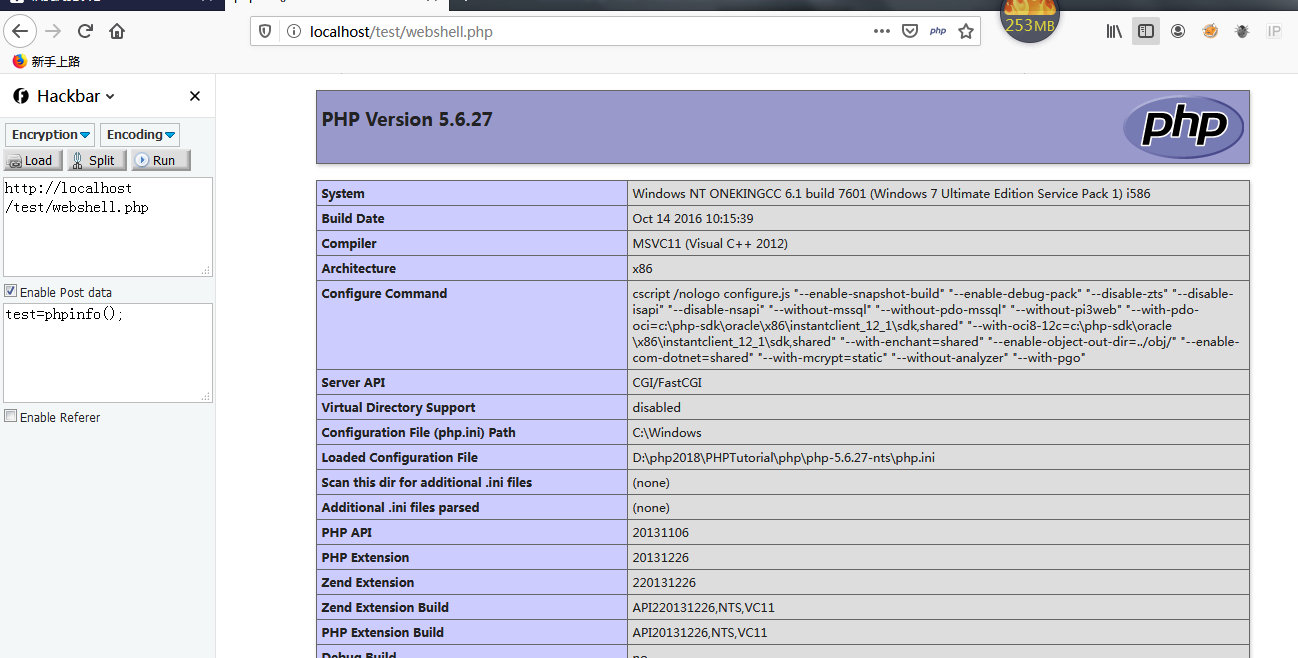 localhost/test/webshell.php
php
253MB
IP
新手上路
Hackbar
Encryption
Encoding
Load
Split
Run
http://localhost
/test/webshell.php
Enable Post data
test=phpinfo();
Enable Referer
PHP Version 5.6.27
php
System
Windows NT ONEKINGCC 6.1 build 7601 (Windows 7 Ultimate Edition Service Pack 1) i586
Build Date
Oct 14 2016 10:15:39
Compiler
MSVC11 (Visual C++ 2012)
Architecture
x86
Configure Command
cscript /nologo configure.js "--enable-snapshot-build" "--enable-debug-pack" "--disable-zts" "--disable-
isapi" "--disable-nsapi" "--without-mssql" "--without-pdo-mssql" "--without-pi3web" "--with-pdo-
oci=c:\php-sdk\oracle\x86\instantclient_12_1\sdk,shared" "--with-oci8-12c=c:\php-sdk\oracle
\x86\instantclient_12_1\sdk,shared" "--with-enchant=shared" "--enable-object-out-dir=../obj/" "--enable-
com-dotnet=shared" "--with-mcrypt=static" "--without-analyzer" "--with-pgo"
Server API
CGI/FastCGI
Virtual Directory Support
disabled
Configuration File (php.ini) Path
C:\Windows
Loaded Configuration File
D:\php2018\PHPTutorial\php\php-5.6.27-nts\php.ini
Scan this dir for additional .ini files
(none)
Additional .ini files parsed
(none)
PHP API
20131106
PHP Extension
20131226
Zend Extension
220131226
Zend Extension Build
API220131226,NTS,VC11
PHP Extension Build
API20131226,NTS,VC11
Debug Build
no